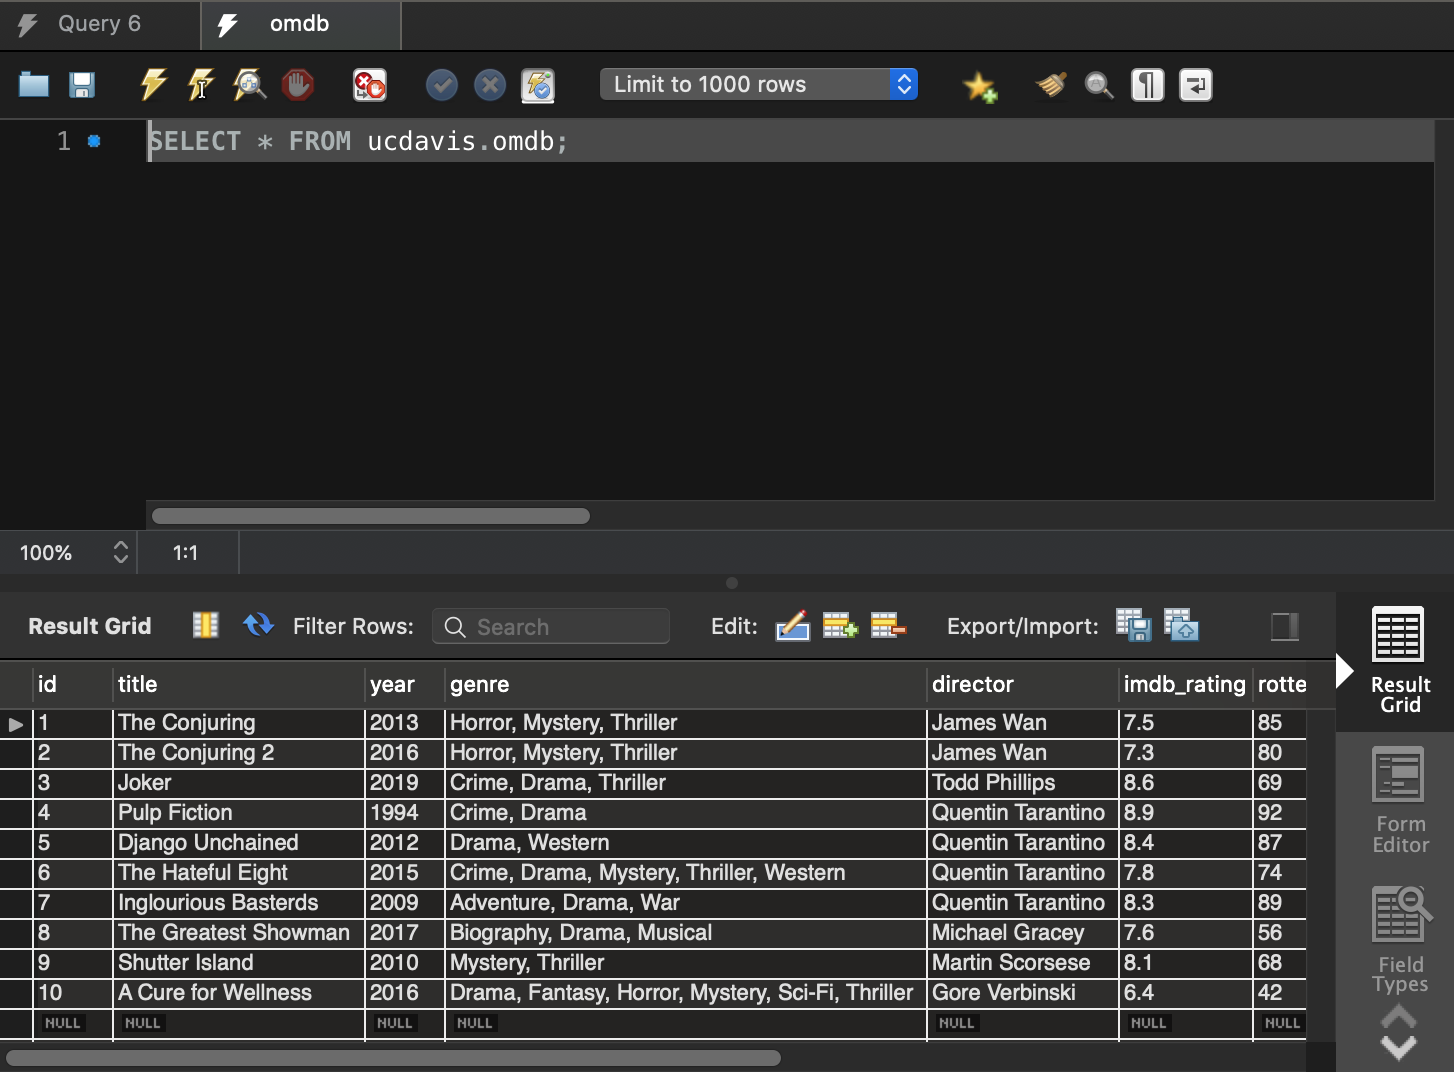 Query 6 omdb
Limit to 1000 rows
1 SELECT * FROM ucdavis.omdb;
100% 1:1
Result Grid Filter Rows: Search Edit: Export/Import:
id title year genre director imdb_rating rotte
1 The Conjuring 2013 Horror, Mystery, Thriller James Wan 7.5 85
2 The Conjuring 2 2016 Horror, Mystery, Thriller James Wan 7.3 80
3 Joker 2019 Crime, Drama, Thriller Todd Phillips 8.6 69
4 Pulp Fiction 1994 Crime, Drama Quentin Tarantino 8.9 92
5 Django Unchained 2012 Drama, Western Quentin Tarantino 8.4 87
6 The Hateful Eight 2015 Crime, Drama, Mystery, Thriller, Western Quentin Tarantino 7.8 74
7 Inglourious Basterds 2009 Adventure, Drama, War Quentin Tarantino 8.3 89
8 The Greatest Showman 2017 Biography, Drama, Musical Michael Gracey 7.6 56
9 Shutter Island 2010 Mystery, Thriller Martin Scorsese 8.1 68
10 A Cure for Wellness 2016 Drama, Fantasy, Horror, Mystery, Sci-Fi, Thriller Gore Verbinski 6.4 42
NULL NULL NULL NULL NULL NULL NULL
Result
Grid
Form
Editor
Field
Types